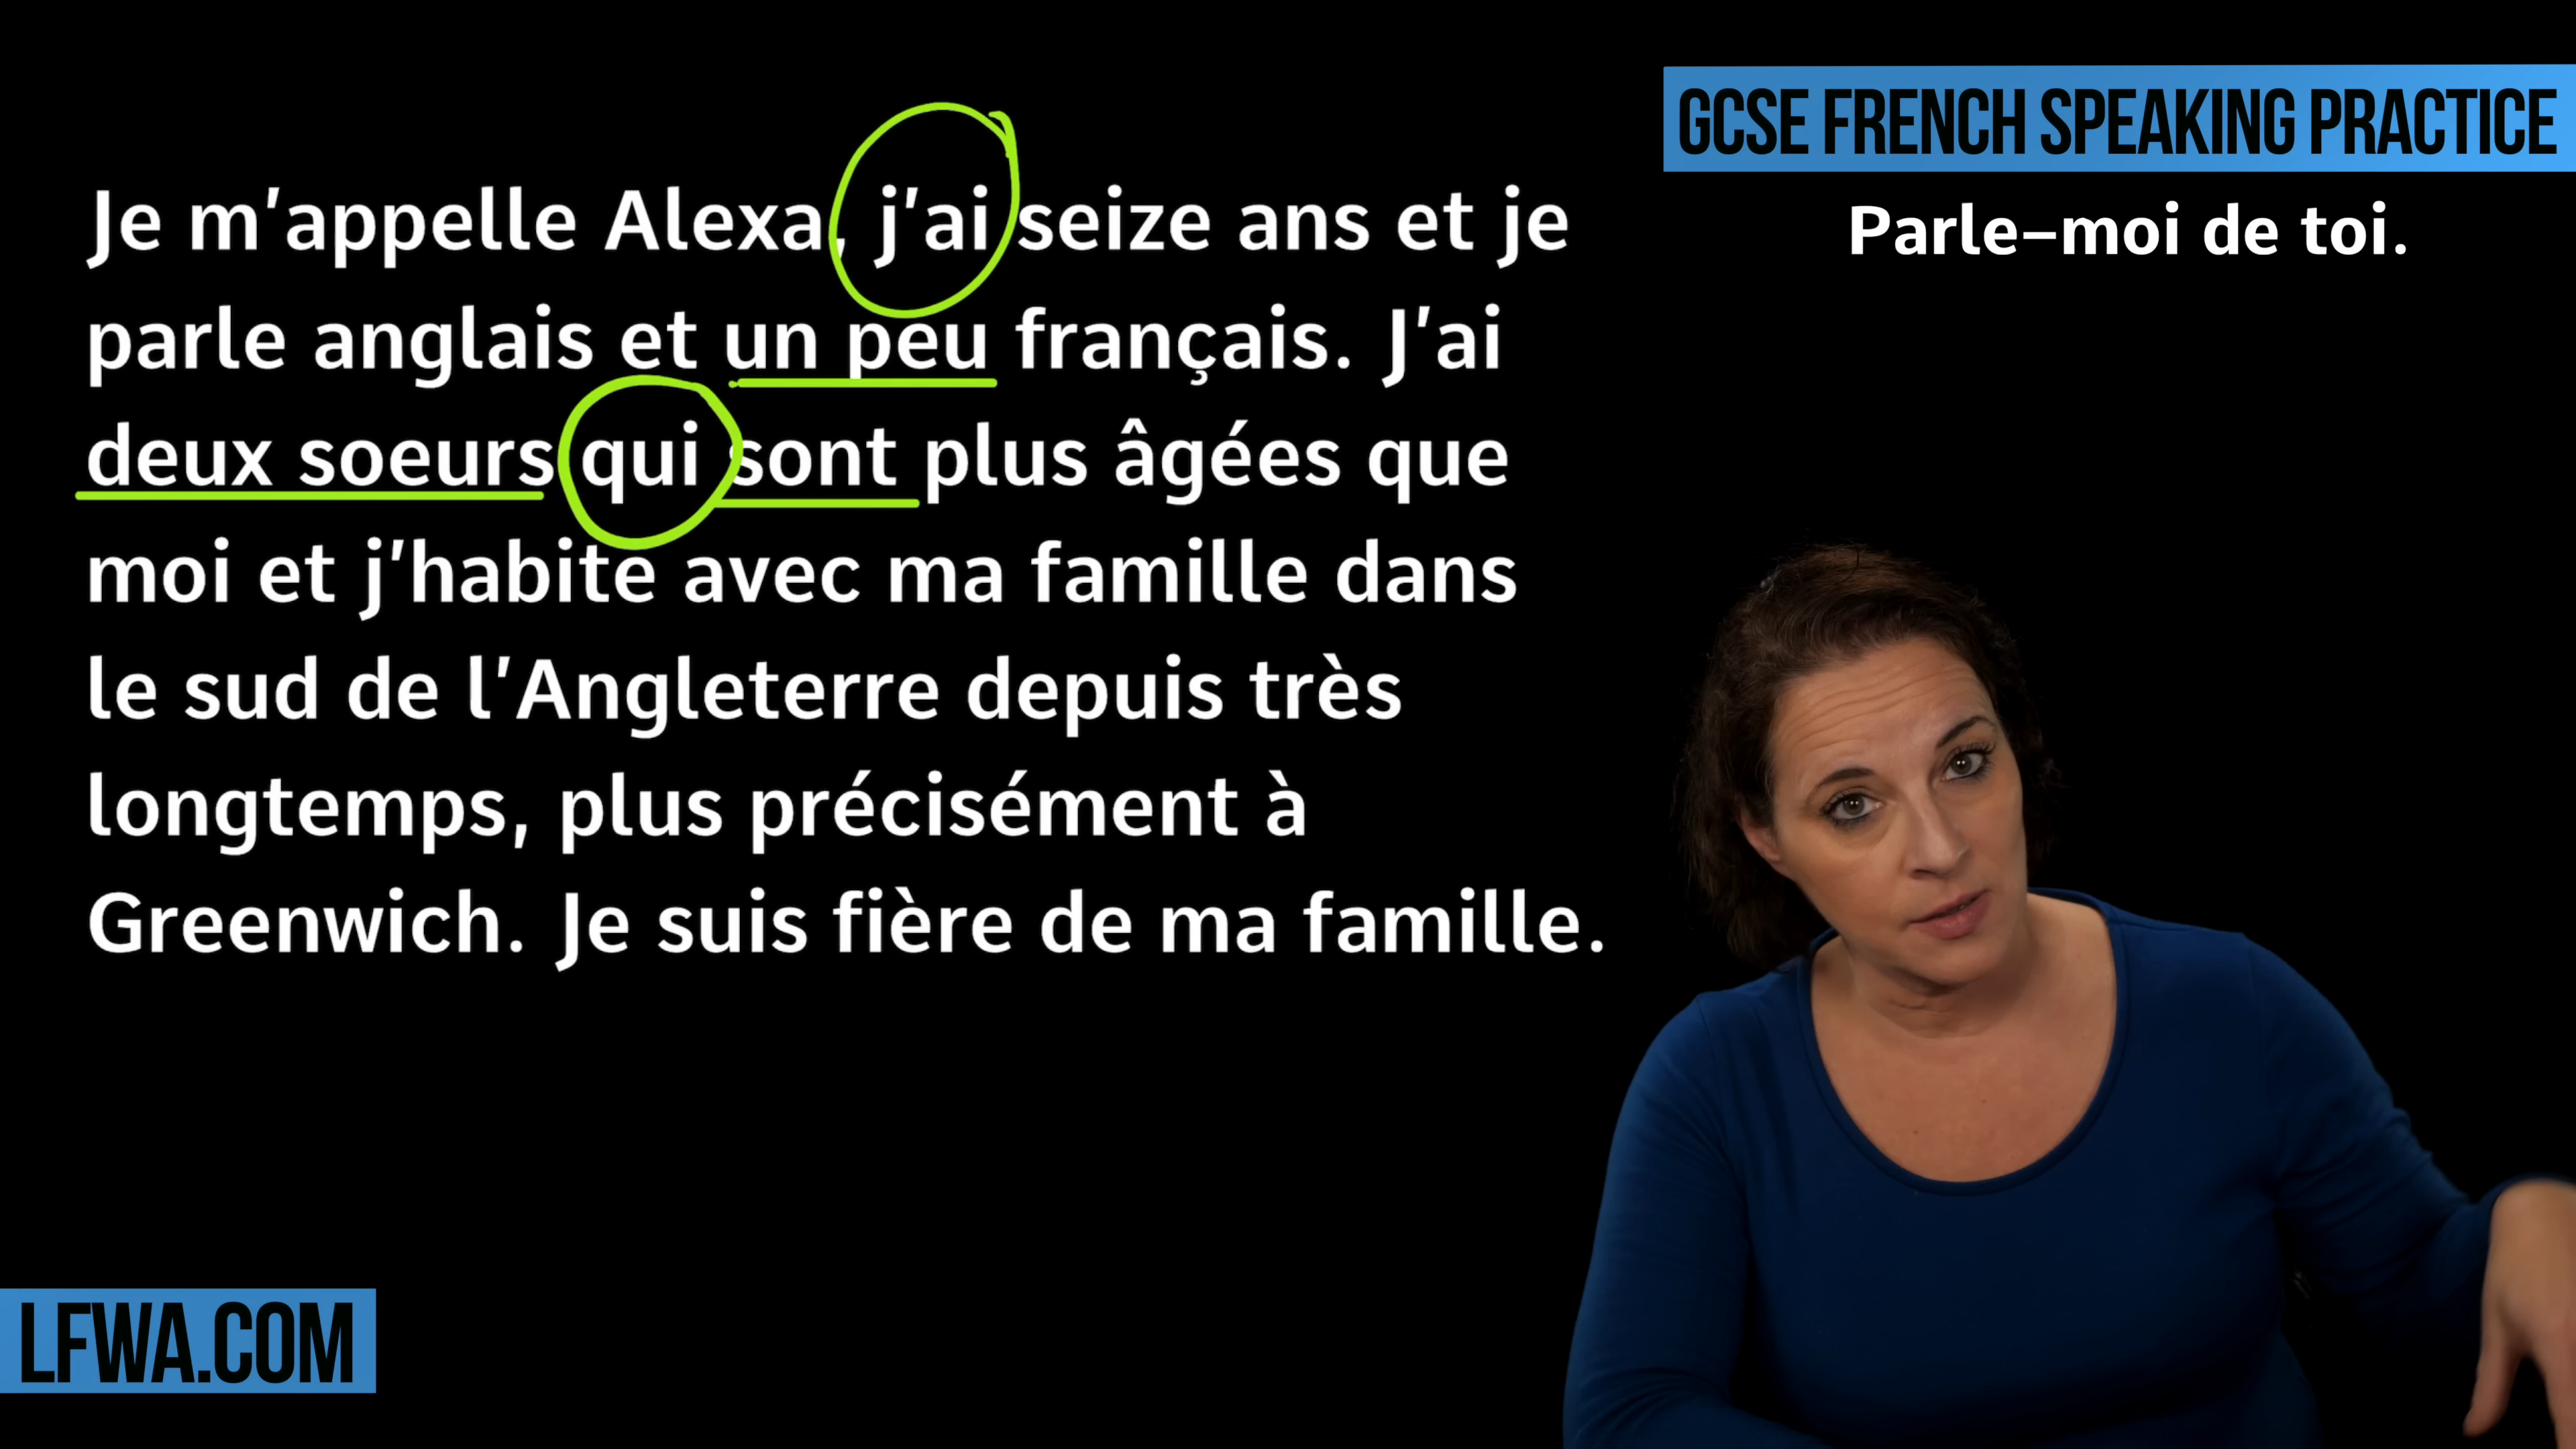 GCSE FRENCH SPEAKING PRACTICE
Parle-moi de toi.
Je m'appelle Alexa, j'ai seize ans et je
parle anglais et un peu français. J'ai
deux soeurs qui sont plus âgées que
moi et j'habite avec ma famille dans
le sud de l'Angleterre depuis très
longtemps, plus précisément à
Greenwich. Je suis fière de ma famille.
LFWA.COM